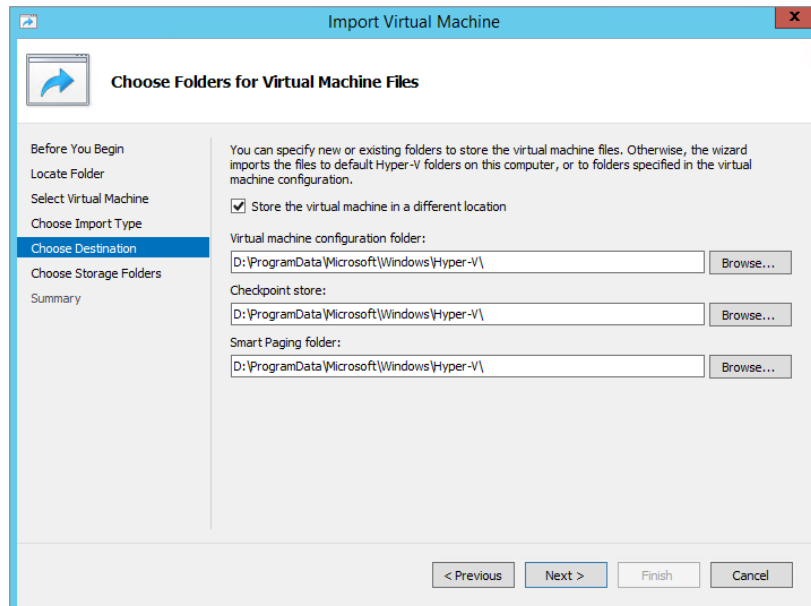 Import Virtual Machine
x
Choose Folders for Virtual Machine Files
Before You Begin
Locate Folder
Select Virtual Machine
Choose Import Type
Choose Destination
Choose Storage Folders
Summary
You can specify new or existing folders to store the virtual machine files. Otherwise, the wizard
imports the files to default Hyper-V folders on this computer, or to folders specified in the virtual
machine configuration.
Store the virtual machine in a different location
Virtual machine configuration folder:
D:\ProgramData\Microsoft\Windows\Hyper-V\
Browse...
Checkpoint store:
D:\ProgramData\Microsoft\Windows\Hyper-V\
Browse...
Smart Paging folder:
D:\ProgramData\Microsoft\Windows\Hyper-V\
Browse...
< Previous
Next >
Finish
Cancel